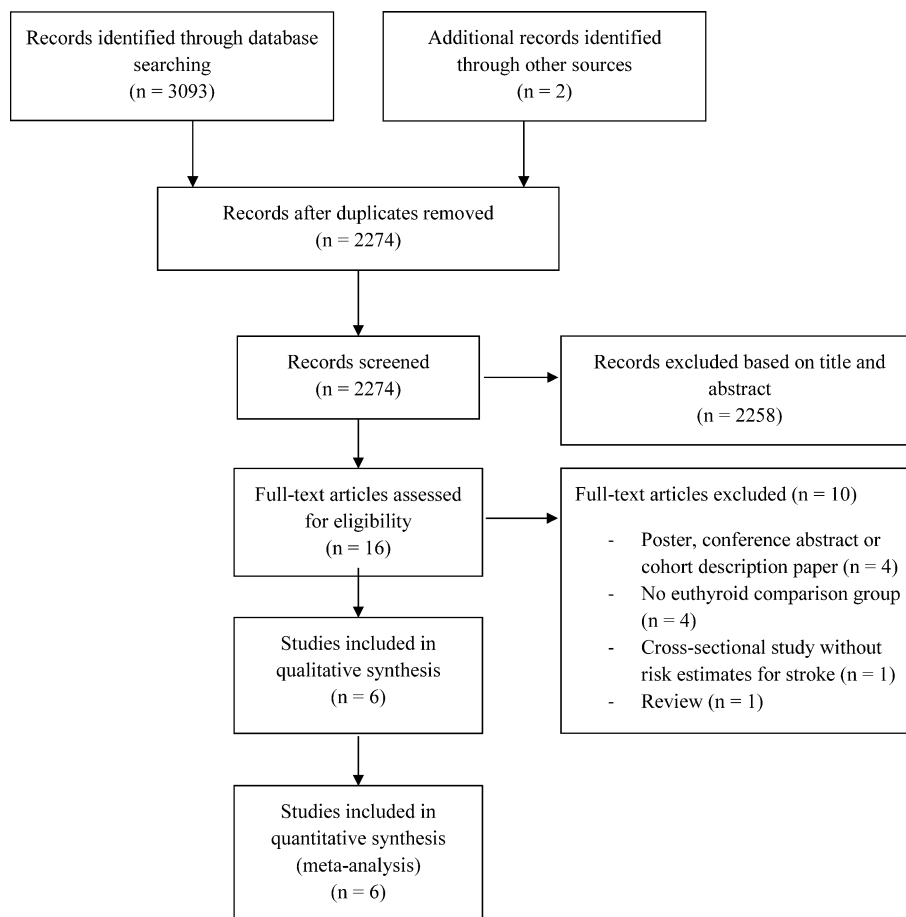 Records identified through database
searching
(n = 3093)
Additional records identified
through other sources
(n = 2)
Records after duplicates removed
(n = 2274)
Records screened
(n = 2274)
Records excluded based on title and
abstract
(n = 2258)
Full-text articles assessed
for eligibility
(n = 16)
Full-text articles excluded (n = 10)
- Poster, conference abstract or
cohort description paper (n = 4)
- No euthyroid comparison group
(n = 4)
- Cross-sectional study without
risk estimates for stroke (n = 1)
- Review (n = 1)
Studies included in
qualitative synthesis
(n = 6)
Studies included in
quantitative synthesis
(meta-analysis)
(n = 6)